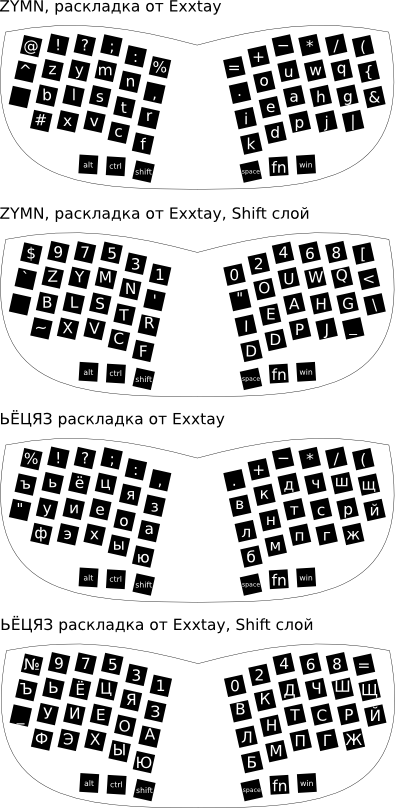 ZYMN, раскладка от Exxtay
@ ! ? ; : % = + − * / (
^ z y m n , . o u w q {
b l s t r i e a h g &
# x v c f k d p j |
alt ctrl shift space fn win
ZYMN, раскладка от Exxtay, Shift слой
$ 9 7 5 3 1 0 2 4 6 8 [
` Z Y M N ' " O U W Q <
B L S T R I E A H G \
~ X V C F D D P J _
alt ctrl shift space fn win
ЬЁЦЯЗ раскладка от Exxtay
% ! ? ; : , . + − * / (
ъ ь ё ц я з в к д ч ш щ
" у и е о а л н т с р й
ф э х ы ю б м п г ж
alt ctrl shift space fn win
ЬЁЦЯЗ раскладка от Exxtay, Shift слой
№ 9 7 5 3 1 0 2 4 6 8 =
Ъ Ь Ё Ц Я З В К Д Ч Ш Щ
_ У И Е О А Л Н Т С Р Й
Ф Э Х Ы Ю Б М П Г Ж
alt ctrl shift space fn win